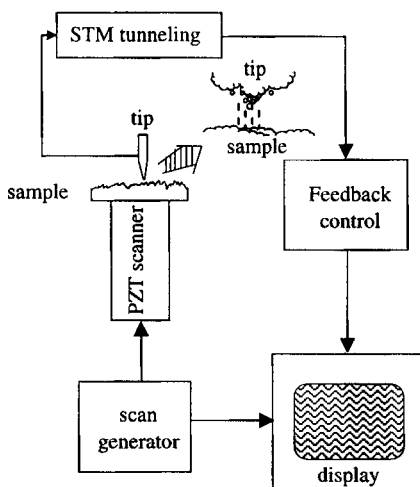 STM tunneling
tip
sample
tip
sample
Feedback
control
PZT scanner
scan
generator
display